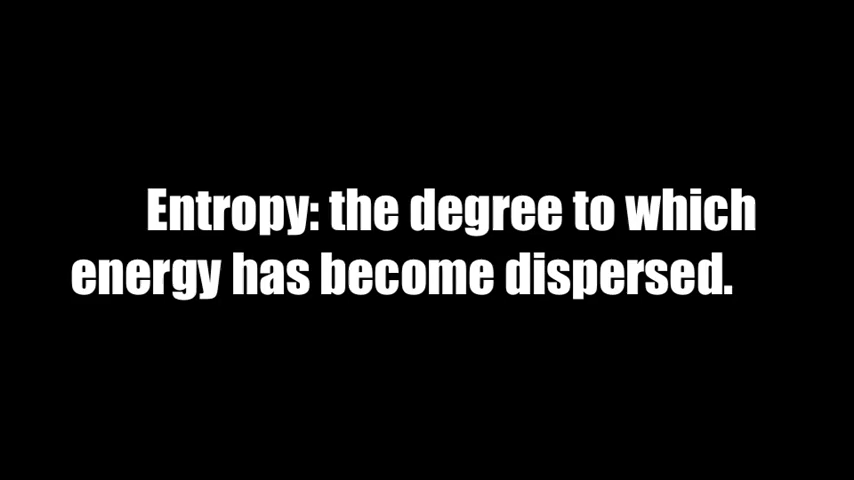 Entropy: the degree to which
energy has become dispersed.